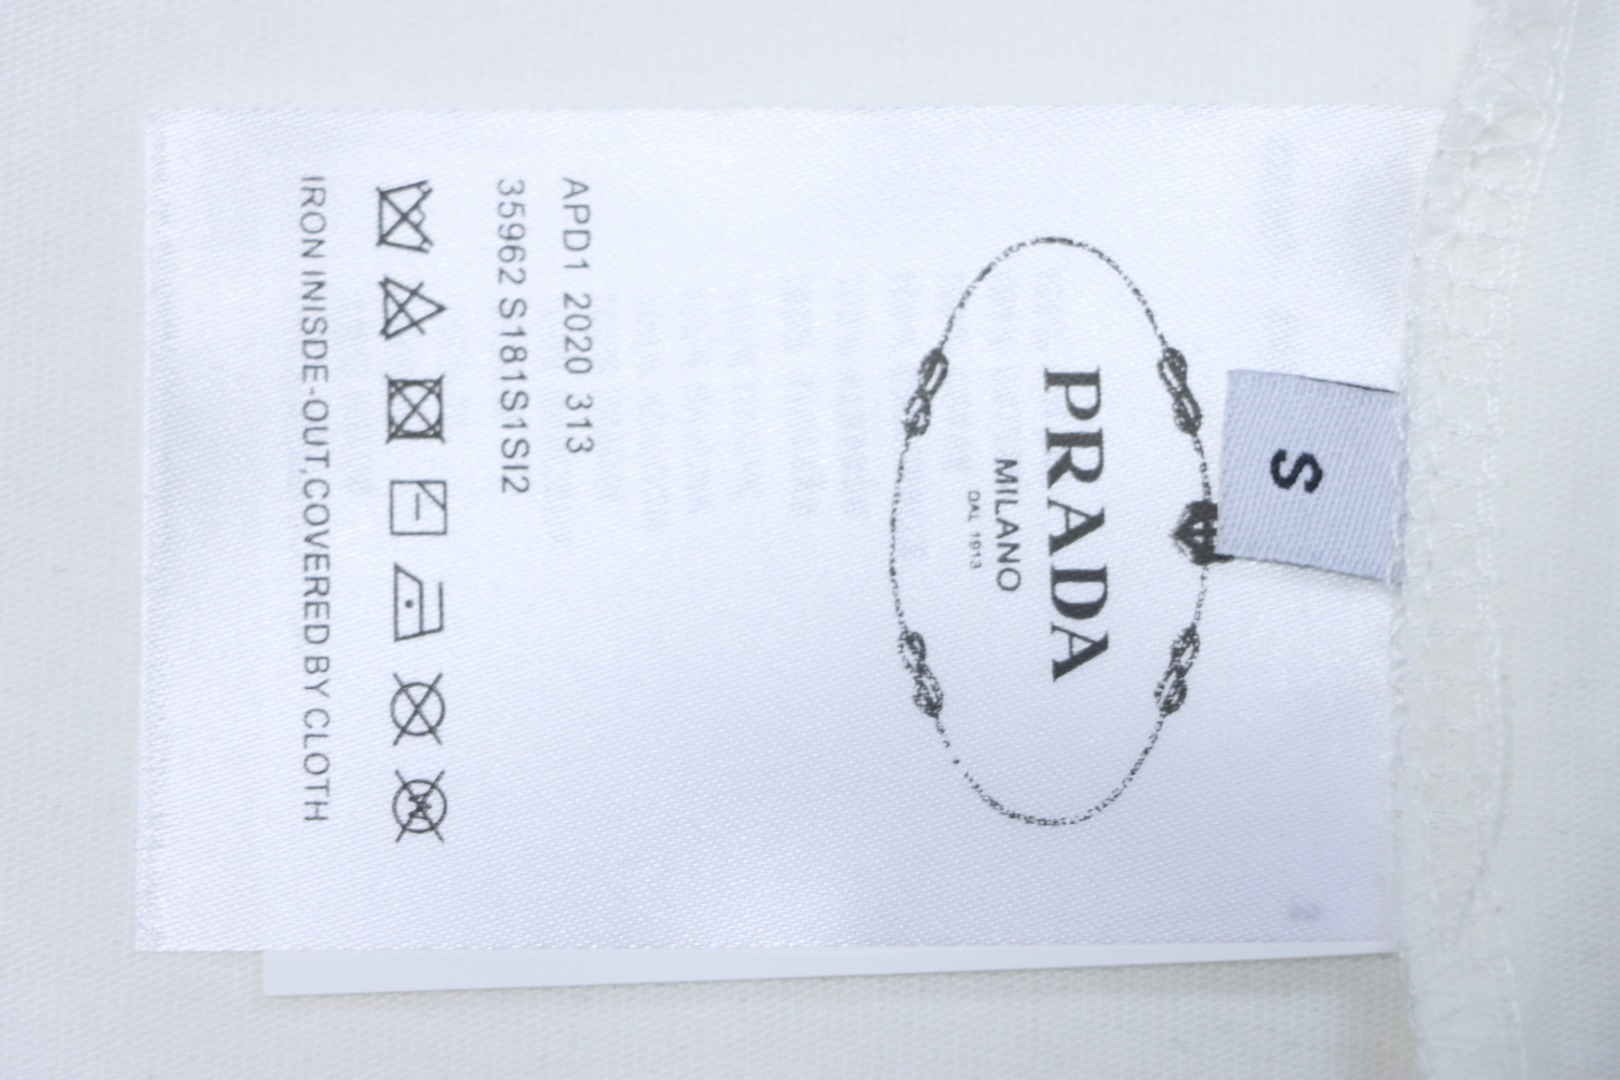 S
PRADA
MILANO
DAL 1913
APD1 2020 313
35962 S181S1SI2
IRON INISDE-OUT,COVERED BY CLOTH